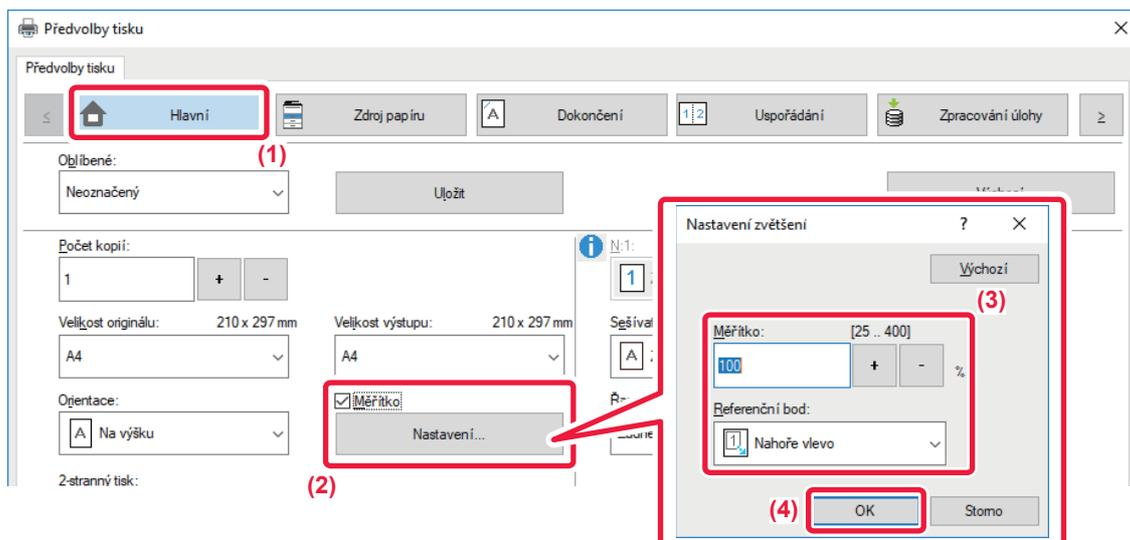 Předvolby tisku
Předvolby tisku
Hlavní
Zdroj papíru
Dokončení
Uspořádání
Zpracování úlohy
(1)
Oblíbené:
Neoznačený
Uložit
Počet kopií:
1
+ -
Velikost originálu: 210 x 297 mm
A4
Velikost výstupu: 210 x 297 mm
A4
Orientace:
Na výšku
Měřítko
Nastavení...
(2)
2-stranný tisk:
N:1:
1
Nastavení zvětšení
? 
Výchozí
(3)
Měřítko: [25 .. 400]
100
+ - %
Referenční bod:
1 Nahoře vlevo
(4)
OK
Storno